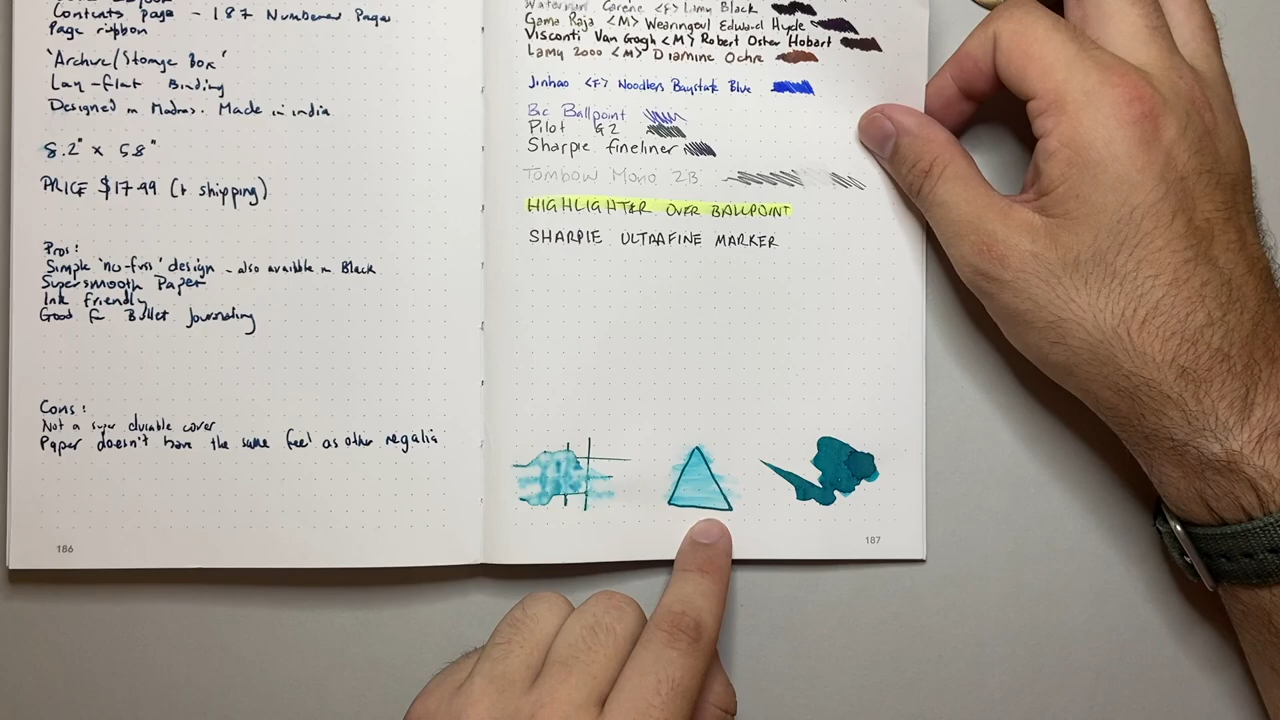 Contents page - 187 Numbered Pages
Page ribbon
'Archive/Storage Box'
Lay-flat Binding
Designed in Madras. Made in india
8.2" x 5.8"
PRICE $17.99 (+ shipping)
Pros:
Simple 'no-fuss' design - also available in Black
Supersmooth Paper
Ink friendly
Good for Bullet Journaling
Cons:
Not a super durable cover
Paper doesn't have the same feel as other regalia
186
Waterman Carene <F> Lamy Black
Gama Raja <M> Wearingeul Edward Hyde
Visconti Van Gogh <M> Robert Oster Hobart
Lamy 2000 <M> Diamine Ochre
Jinhao <F> Noodlers Baystate Blue
Bic Ballpoint
Pilot G2
Sharpie fineliner
Tombow Mono 2B
HIGHLIGHTER OVER BALLPOINT
SHARPIE ULTRAFINE MARKER
187